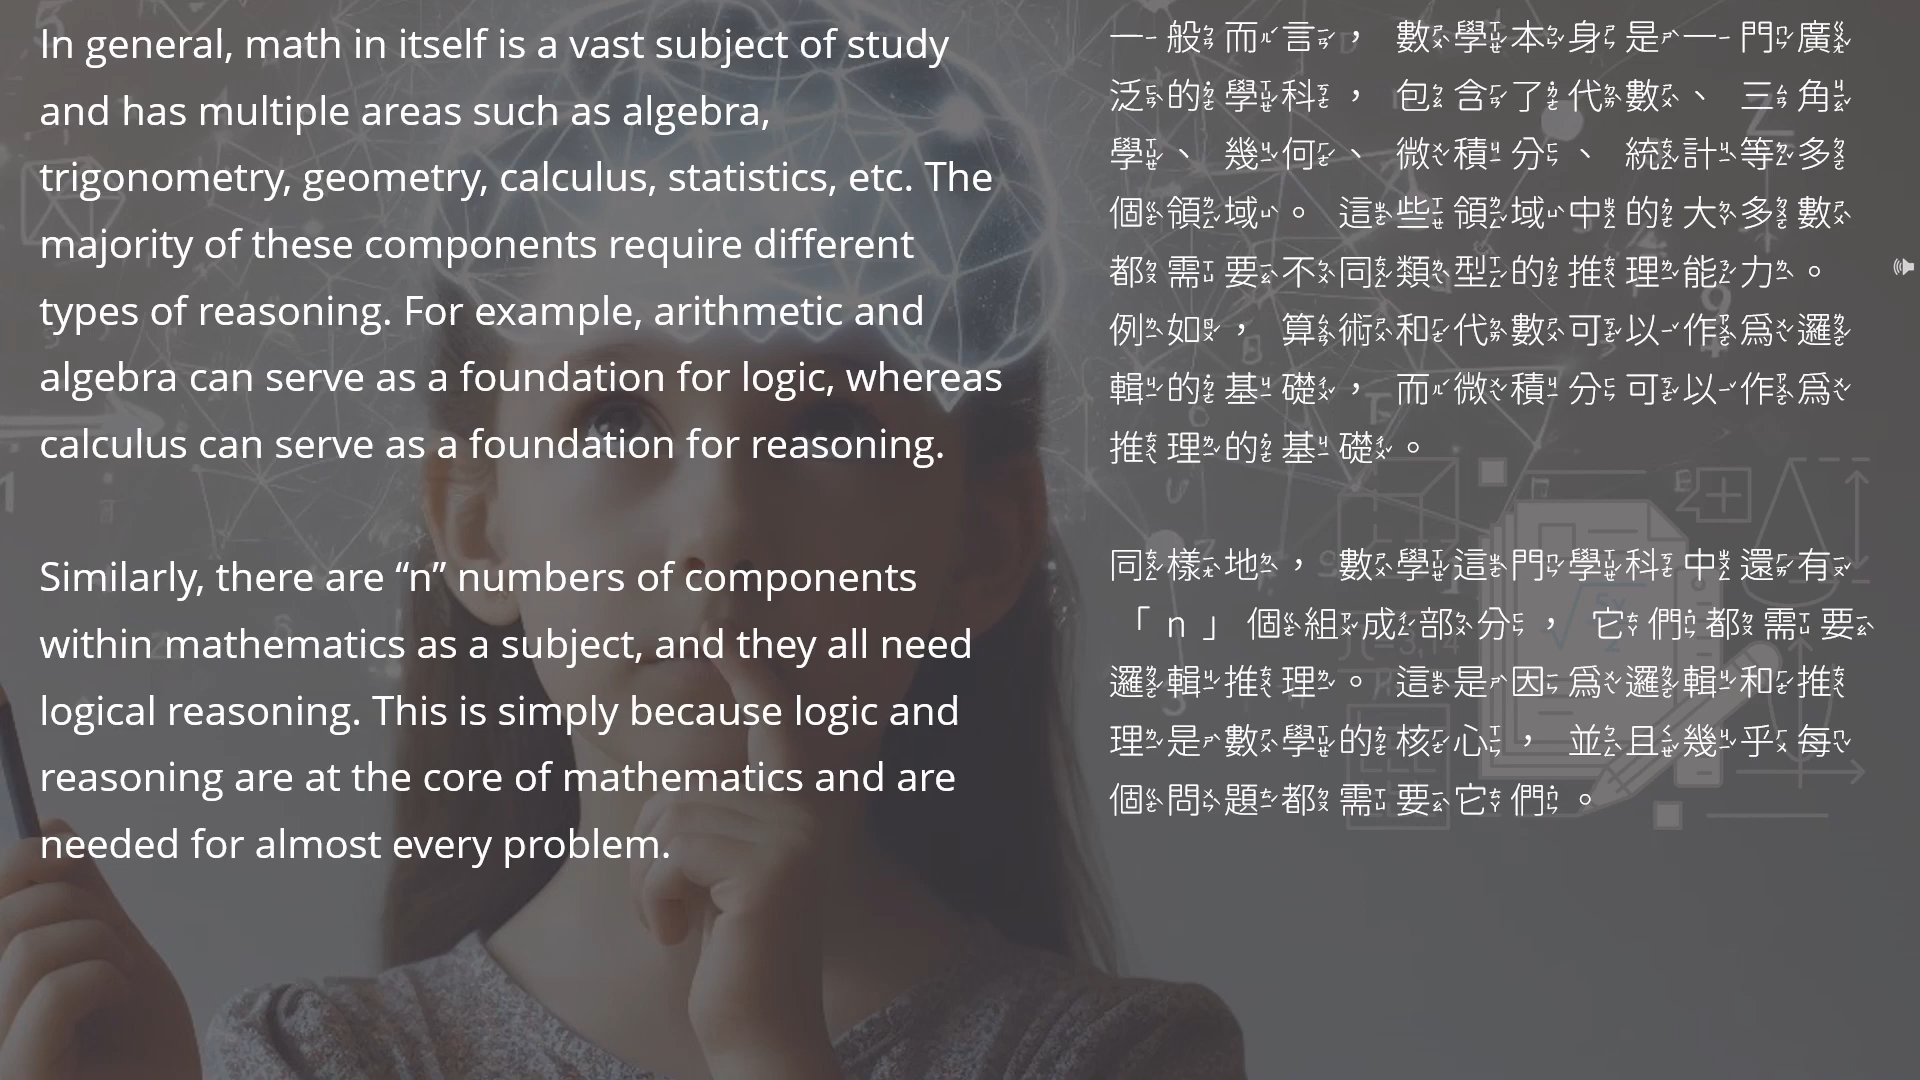 In general, math in itself is a vast subject of study
and has multiple areas such as algebra,
trigonometry, geometry, calculus, statistics, etc. The
majority of these components require different
types of reasoning. For example, arithmetic and
algebra can serve as a foundation for logic, whereas
calculus can serve as a foundation for reasoning.
Similarly, there are “n” numbers of components
within mathematics as a subject, and they all need
logical reasoning. This is simply because logic and
reasoning are at the core of mathematics and are
needed for almost every problem.
一般而言，數學本身是一門廣
泛的學科，包含了代數、三角
學、幾何、微積分、統計等多
個領域。這些領域中的大多數
都需要不同類型的推理能力。
例如，算術和代數可以作爲邏
輯的基礎，而微積分可以作爲
推理的基礎。
同樣地，數學這門學科中還有
「n」個組成部分，它們都需要
邏輯推理。這是因爲邏輯和推
理是數學的核心，並且幾乎每
個問題都需要它們。